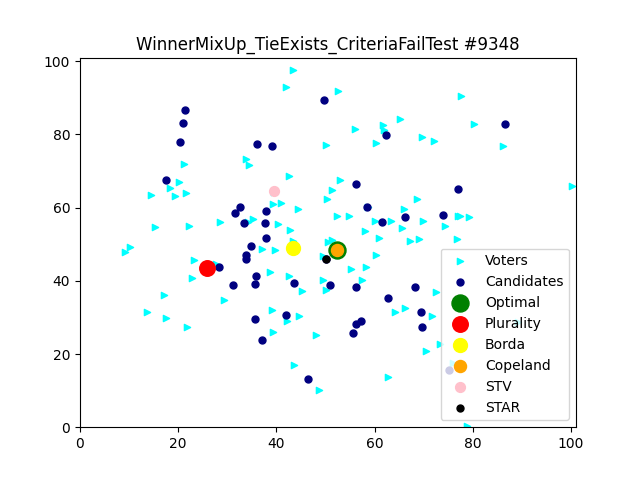 WinnerMixUp_TieExists_CriteriaFailTest #9348
100
80
60
40
20
0
0
20
40
60
80
100
Voters
Candidates
Optimal
Plurality
Borda
Copeland
STV
STAR